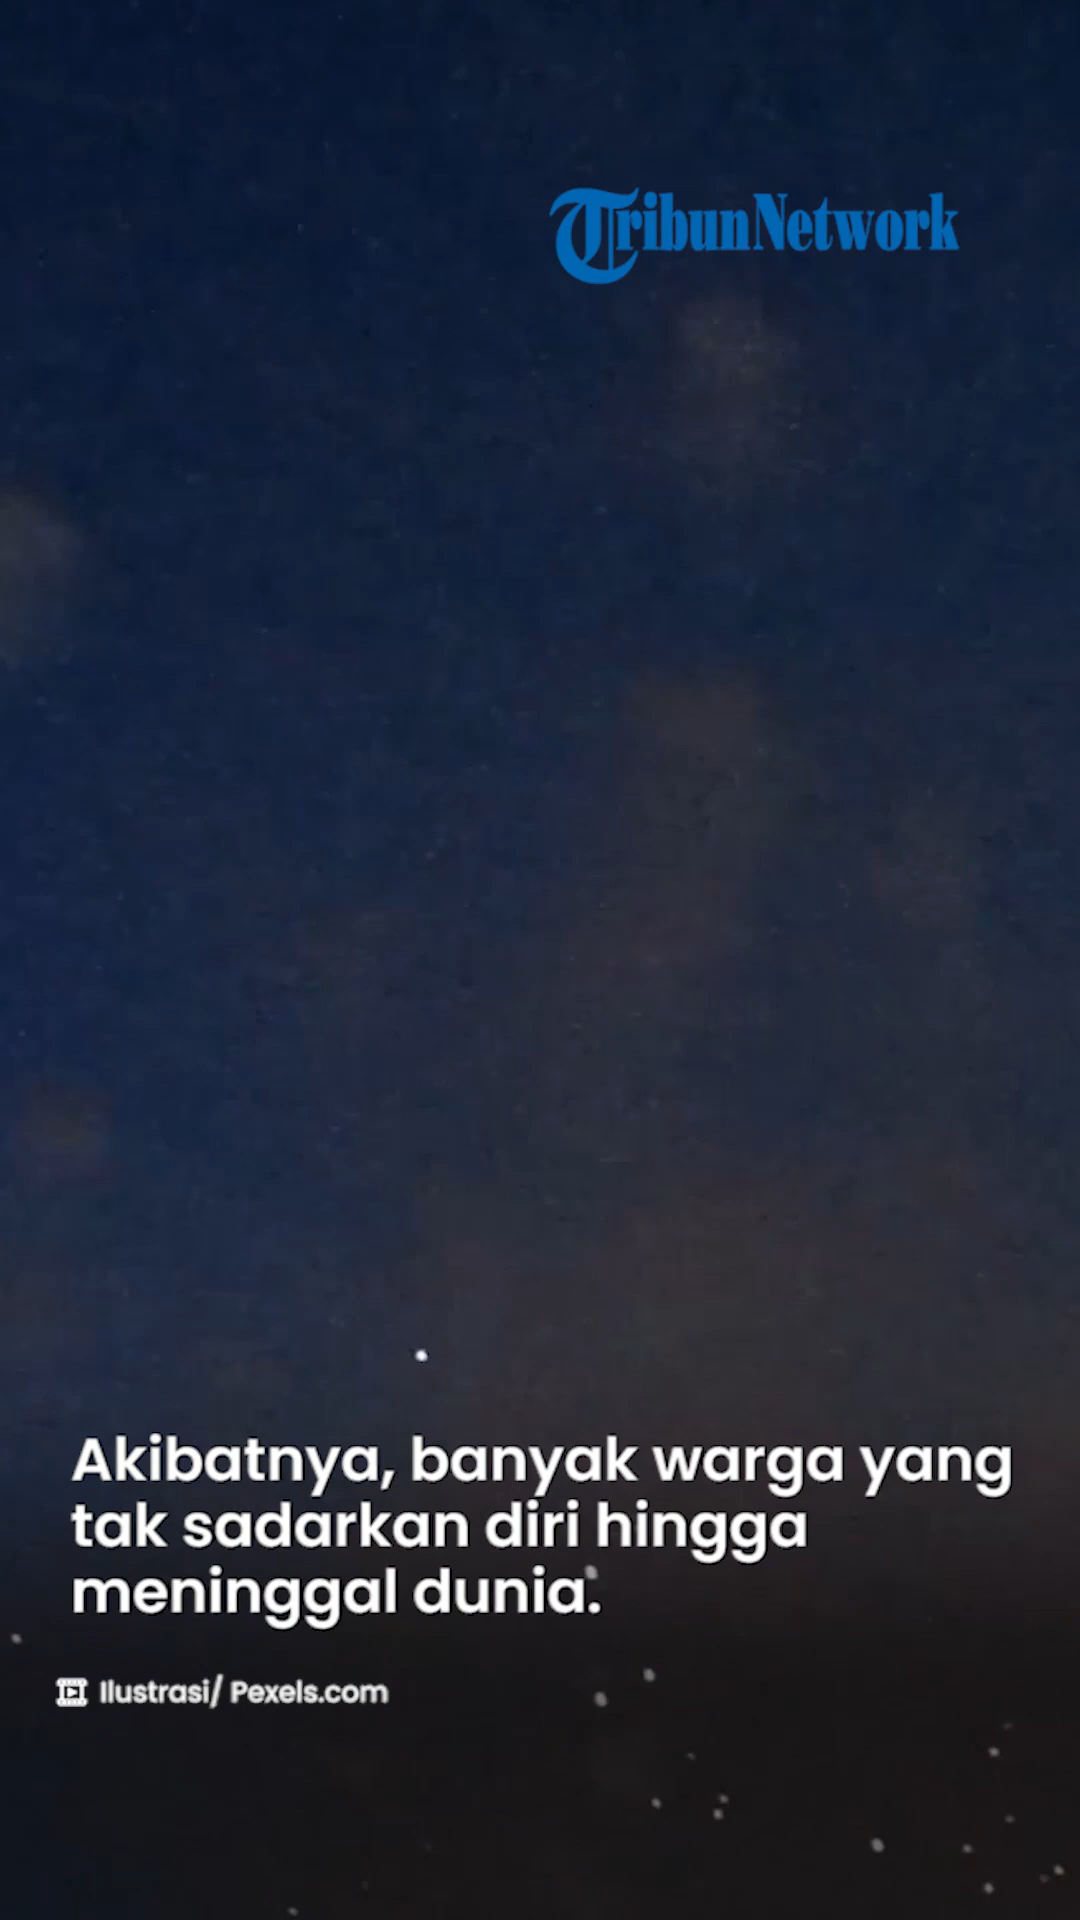 TribunNetwork
Akibatnya, banyak warga yang
tak sadarkan diri hingga
meninggal dunia.
Ilustrasi/ Pexels.com